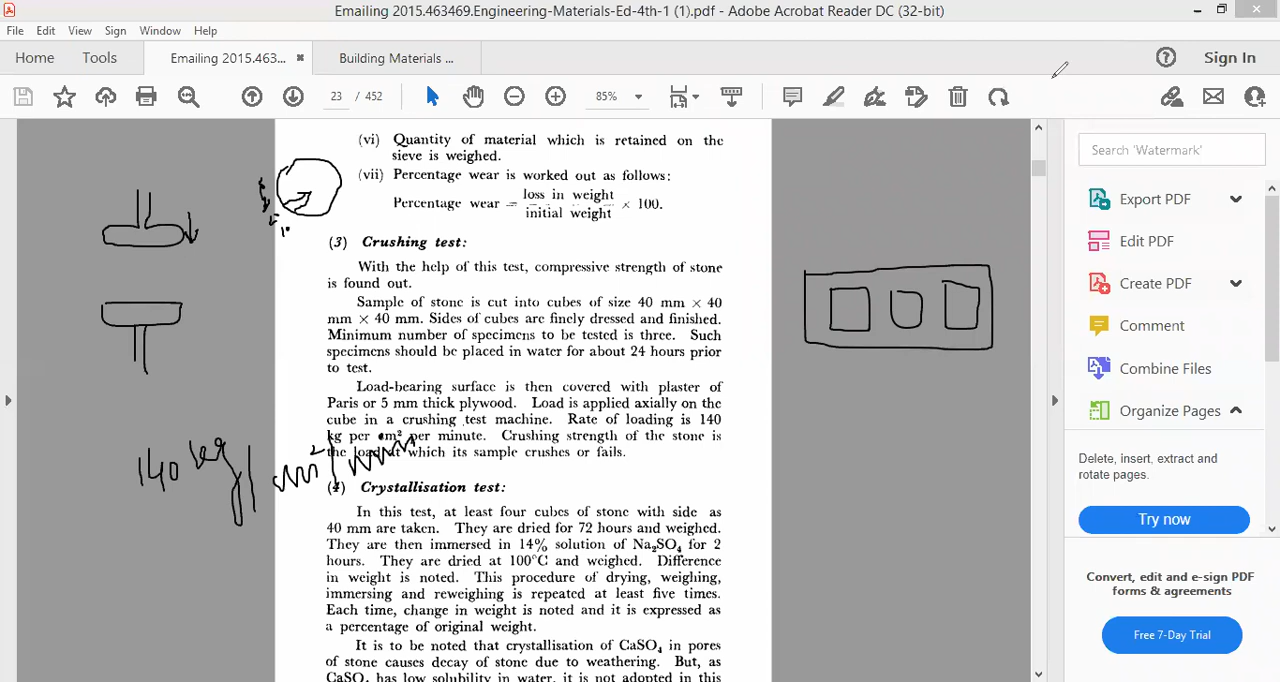 Emailing 2015.463469.Engineering-Materials-Ed-4th-1 (1).pdf - Adobe Acrobat Reader DC (32-bit)
File Edit View Sign Window Help
Home Tools Emailing 2015.463... × Building Materials ... Sign In
23 / 452 85%
(vi) Quantity of material which is retained on the
sieve is weighed.
(vii) Percentage wear is worked out as follows:
Percentage wear = loss in weight / initial weight × 100.
(3) Crushing test:
With the help of this test, compressive strength of stone
is found out.
Sample of stone is cut into cubes of size 40 mm × 40
mm × 40 mm. Sides of cubes are finely dressed and finished.
Minimum number of specimens to be tested is three. Such
specimens should be placed in water for about 24 hours prior
to test.
Load-bearing surface is then covered with plaster of
Paris or 5 mm thick plywood. Load is applied axially on the
cube in a crushing test machine. Rate of loading is 140
kg per cm² per minute. Crushing strength of the stone is
the load at which its sample crushes or fails.
140 kg/cm²/min
(4) Crystallisation test:
In this test, at least four cubes of stone with side as
40 mm are taken. They are dried for 72 hours and weighed.
They are then immersed in 14% solution of Na₂SO₄ for 2
hours. They are dried at 100°C and weighed. Difference
in weight is noted. This procedure of drying, weighing,
immersing and reweighing is repeated at least five times.
Each time, change in weight is noted and it is expressed as
a percentage of original weight.
It is to be noted that crystallisation of CaSO₄ in pores
of stone causes decay of stone due to weathering. But, as
CaSO₄ has low solubility in water, it is not adopted in this
Search 'Watermark'
Export PDF
Edit PDF
Create PDF
Comment
Combine Files
Organize Pages
Delete, insert, extract and
rotate pages.
Try now
Convert, edit and e-sign PDF
forms & agreements
Free 7-Day Trial